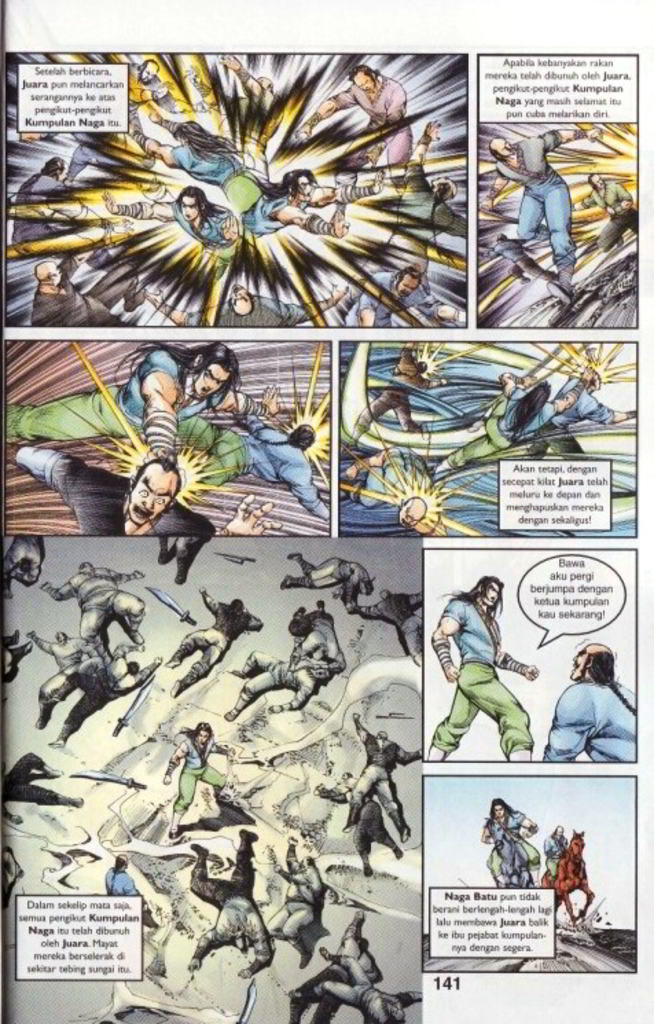 Setelah berbicara,
Juara pun melancarkan
serangannya ke atas
pengikut-pengikut
Kumpulan Naga itu.
Apabila kebanyakan rakan
mereka telah dibunuh oleh Juara,
pengikut-pengikut Kumpulan
Naga yang masih selamat itu
pun cuba melarikan diri.
Akan tetapi, dengan
secepat kilat Juara telah
meluru ke depan dan
menghapuskan mereka
dengan sekaligus!
Bawa
aku pergi
berjumpa dengan
ketua kumpulan
kau sekarang!
Dalam sekelip mata saja,
semua pengikut Kumpulan
Naga itu telah dibunuh
oleh Juara. Mayat
mereka berselerak di
sekitar tebing sungai itu.
Naga Batu pun tidak
berani berlengah-lengah lagi
lalu membawa Juara balik
ke ibu pejabat kumpulan-
nya dengan segera.
141